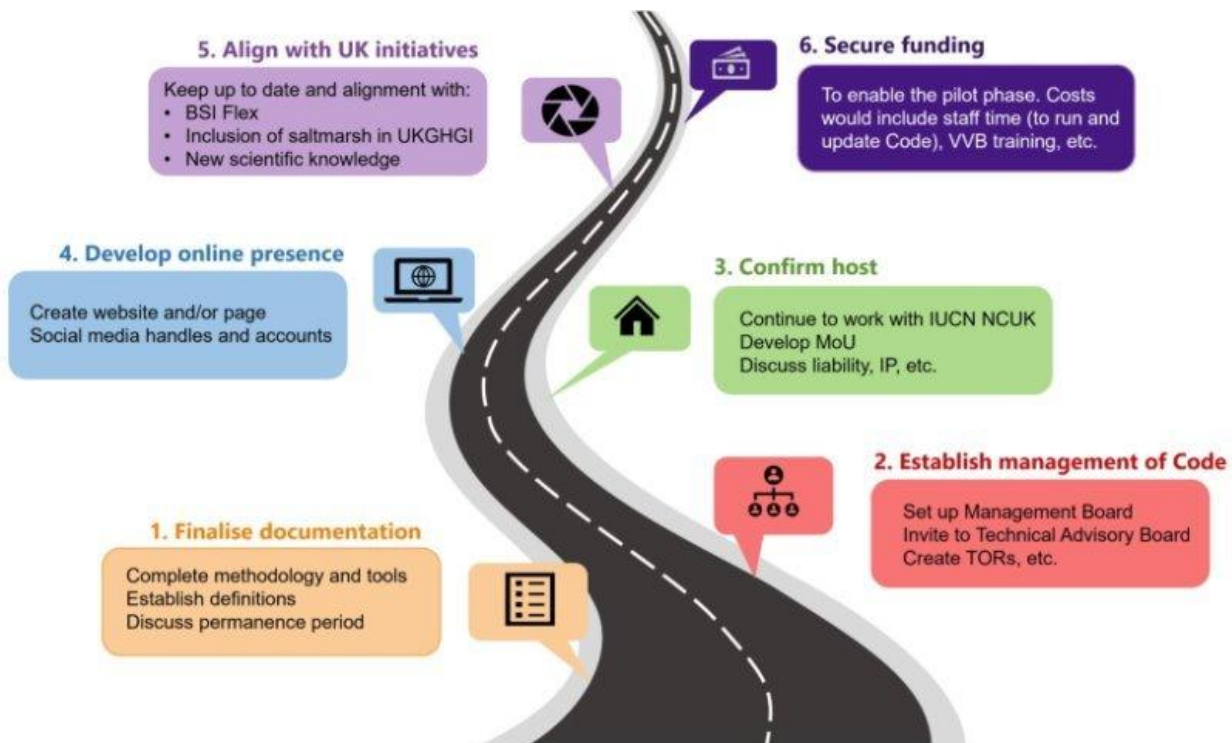 5. Align with UK initiatives
Keep up to date and alignment with:
• BSI Flex
• Inclusion of saltmarsh in UKGHGI
• New scientific knowledge
6. Secure funding
To enable the pilot phase. Costs
would include staff time (to run and
update Code), VVB training, etc.
4. Develop online presence
Create website and/or page
Social media handles and accounts
3. Confirm host
Continue to work with IUCN NCUK
Develop MoU
Discuss liability, IP, etc.
2. Establish management of Code
Set up Management Board
Invite to Technical Advisory Board
Create TORs, etc.
1. Finalise documentation
Complete methodology and tools
Establish definitions
Discuss permanence period